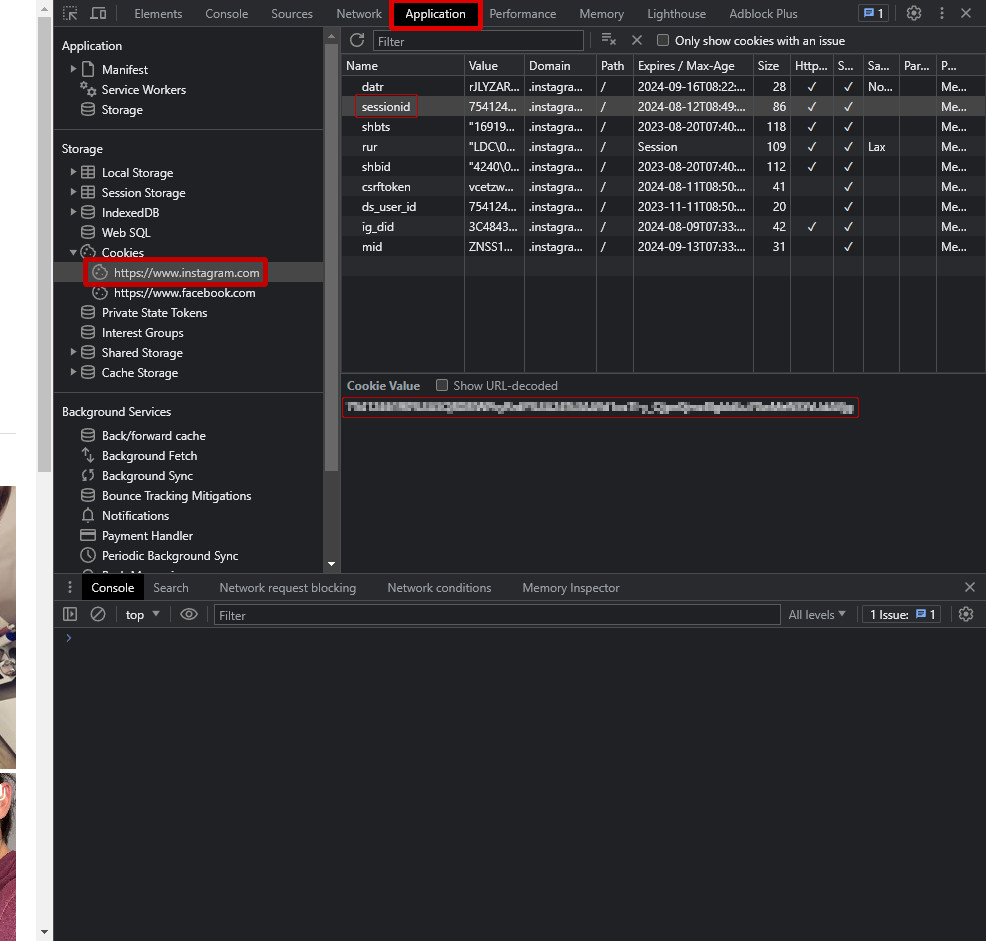 Elements Console Sources Network Application Performance Memory Lighthouse Adblock Plus 1
Application
Manifest
Service Workers
Storage
Storage
Local Storage
Session Storage
IndexedDB
Web SQL
Cookies
https://www.instagram.com
https://www.facebook.com
Private State Tokens
Interest Groups
Shared Storage
Cache Storage
Background Services
Back/forward cache
Background Fetch
Background Sync
Bounce Tracking Mitigations
Notifications
Payment Handler
Periodic Background Sync
Filter Only show cookies with an issue
Name Value Domain Path Expires / Max-Age Size Http... S... Sa... Par... P...
datr rJLYZAR... .instagra... / 2024-09-16T08:22:... 28 ✓ ✓ No... Me...
sessionid 754124... .instagra... / 2024-08-12T08:49:... 86 ✓ ✓ Me...
shbts "16919... .instagra... / 2023-08-20T07:40:... 118 ✓ ✓ Me...
rur "LDC\0... .instagra... / Session 109 ✓ ✓ Lax Me...
shbid "4240\0... .instagra... / 2023-08-20T07:40:... 112 ✓ ✓ Me...
csrftoken vcetzw... .instagra... / 2024-08-11T08:50:... 41 ✓ Me...
ds_user_id 754124... .instagra... / 2023-11-11T08:50:... 20 ✓ Me...
ig_did 3C4843... .instagra... / 2024-08-09T07:33:... 42 ✓ ✓ Me...
mid ZNSS1... .instagra... / 2024-09-13T07:33:... 31 ✓ Me...
Cookie Value Show URL-decoded
Console Search Network request blocking Network conditions Memory Inspector
top Filter All levels 1 Issue: 1